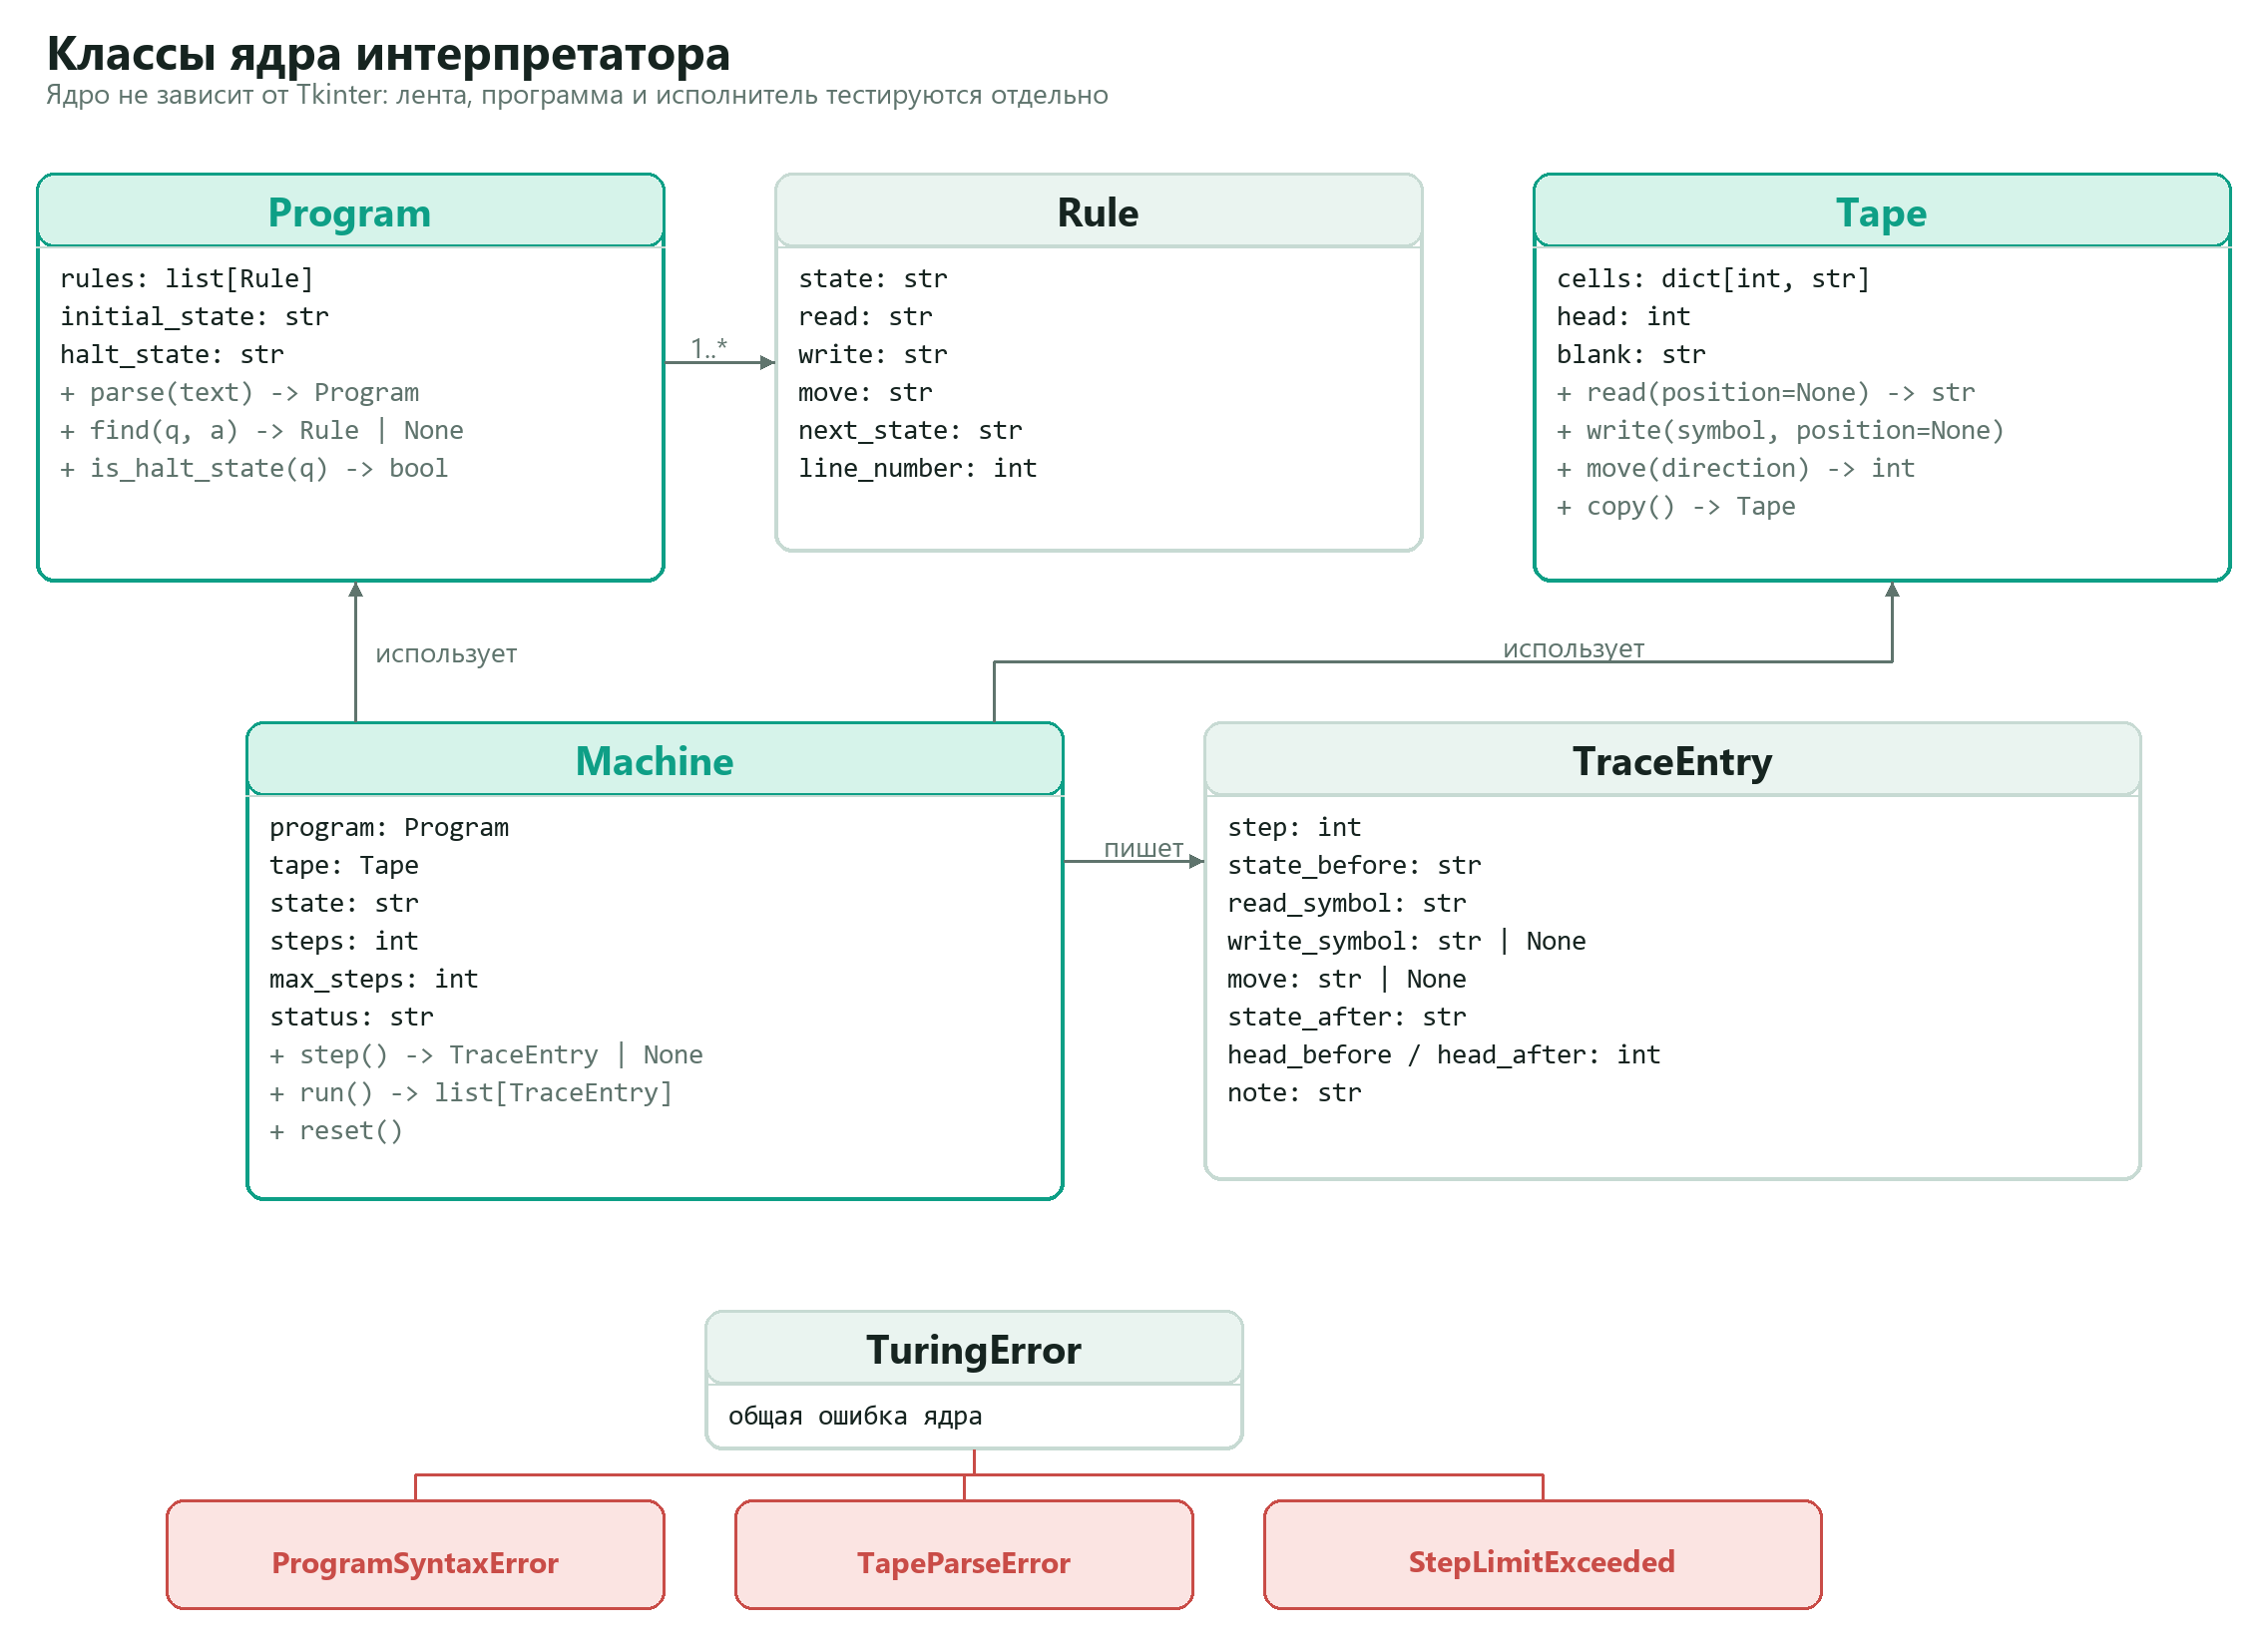 Классы ядра интерпретатора
Ядро не зависит от Tkinter: лента, программа и исполнитель тестируются отдельно
Program
rules: list[Rule]
initial_state: str
halt_state: str
+ parse(text) -> Program
+ find(q, a) -> Rule | None
+ is_halt_state(q) -> bool
1..*
Rule
state: str
read: str
write: str
move: str
next_state: str
line_number: int
Tape
cells: dict[int, str]
head: int
blank: str
+ read(position=None) -> str
+ write(symbol, position=None)
+ move(direction) -> int
+ copy() -> Tape
использует
использует
Machine
program: Program
tape: Tape
state: str
steps: int
max_steps: int
status: str
+ step() -> TraceEntry | None
+ run() -> list[TraceEntry]
+ reset()
пишет
TraceEntry
step: int
state_before: str
read_symbol: str
write_symbol: str | None
move: str | None
state_after: str
head_before / head_after: int
note: str
TuringError
общая ошибка ядра
ProgramSyntaxError
TapeParseError
StepLimitExceeded